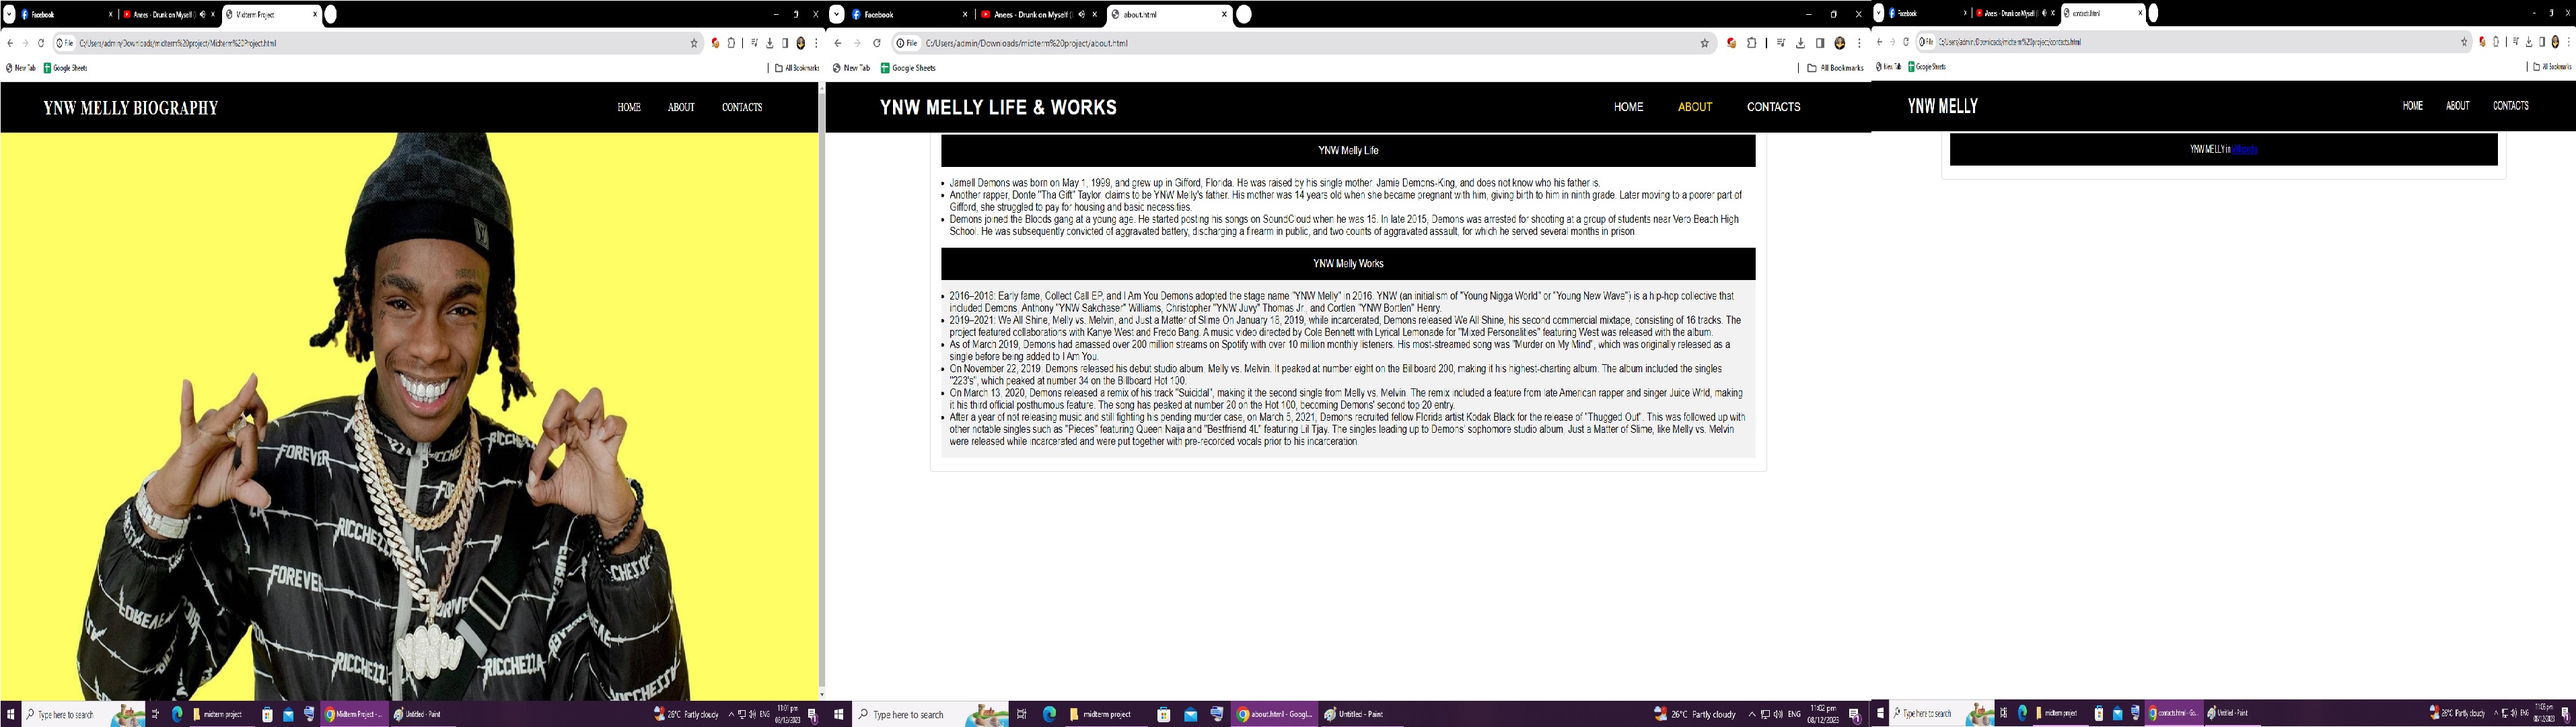 Facebook
Anees - Drunk on Myself (
Midterm Project
File C:/Users/admin/Downloads/midterm%20project/Midterm%20Project.html
New Tab Google Sheets All Bookmarks
YNW MELLY BIOGRAPHY HOME ABOUT CONTACTS
FOREVER
RICCHEZZA
FOREVER
RICCHEZZA
RICCHEZZA
Type here to search
midterm project
Midterm Project - ...
Untitled - Paint
26°C Partly cloudy
ENG
11:01 pm
Facebook
Anees - Drunk on Myself (
about.html
File C:/Users/admin/Downloads/midterm%20project/about.html
New Tab Google Sheets All Bookmarks
YNW MELLY LIFE & WORKS HOME ABOUT CONTACTS
YNW Melly Life
• Jamell Demons was born on May 1, 1999, and grew up in Gifford, Florida. He was raised by his single mother, Jamie Demons-King, and does not know who his father is.
• Another rapper, Donte "Tha Gift" Taylor, claims to be YNW Melly's father. His mother was 14 years old when she became pregnant with him, giving birth to him in ninth grade. Later moving to a poorer part of
Gifford, she struggled to pay for housing and basic necessities.
• Demons joined the Bloods gang at a young age. He started posting his songs on SoundCloud when he was 15. In late 2015, Demons was arrested for shooting at a group of students near Vero Beach High
School. He was subsequently convicted of aggravated battery, discharging a firearm in public, and two counts of aggravated assault, for which he served several months in prison
YNW Melly Works
• 2016–2018: Early fame, Collect Call EP, and I Am You Demons adopted the stage name "YNW Melly" in 2016. YNW (an initialism of "Young Nigga World" or "Young New Wave") is a hip-hop collective that
included Demons, Anthony "YNW Sakchaser" Williams, Christopher "YNW Juvy" Thomas Jr., and Cortlen "YNW Bortlen" Henry.
• 2019–2021: We All Shine, Melly vs. Melvin, and Just a Matter of Slime On January 18, 2019, while incarcerated, Demons released We All Shine, his second commercial mixtape, consisting of 16 tracks. The
project featured collaborations with Kanye West and Fredo Bang. A music video directed by Cole Bennett with Lyrical Lemonade for "Mixed Personalities" featuring West was released with the album.
• As of March 2019, Demons had amassed over 200 million streams on Spotify with over 10 million monthly listeners. His most-streamed song was "Murder on My Mind", which was originally released as a
single before being added to I Am You.
• On November 22, 2019, Demons released his debut studio album, Melly vs. Melvin. It peaked at number eight on the Billboard 200, making it his highest-charting album. The album included the singles
"223's", which peaked at number 34 on the Billboard Hot 100.
• On March 13, 2020, Demons released a remix of his track "Suicidal", making it the second single from Melly vs. Melvin. The remix included a feature from late American rapper and singer Juice Wrld, making
it his third official posthumous feature. The song has peaked at number 20 on the Hot 100, becoming Demons' second top 20 entry.
• After a year of not releasing music and still fighting his pending murder case, on March 5, 2021, Demons recruited fellow Florida artist Kodak Black for the release of "Thugged Out". This was followed up with
other notable singles such as "Pieces" featuring Queen Naija and "Bestfriend 4L" featuring Lil Tjay. The singles leading up to Demons' sophomore studio album, Just a Matter of Slime, like Melly vs. Melvin
were released while incarcerated and were put together with pre-recorded vocals prior to his incarceration
Type here to search
midterm project
about.html - Googl...
Untitled - Paint
26°C Partly cloudy
ENG
11:02 pm
08/12/2023
Facebook
Anees - Drunk on Myself
contacts.html
File C:/Users/admin/Downloads/midterm%20project/contacts.html
New Tab Google Sheets All Bookmarks
YNW MELLY HOME ABOUT CONTACTS
YNW MELLY in Wikipedia
Type here to search
midterm project
contacts.html - Go...
Untitled - Paint
26°C Partly cloudy
ENG